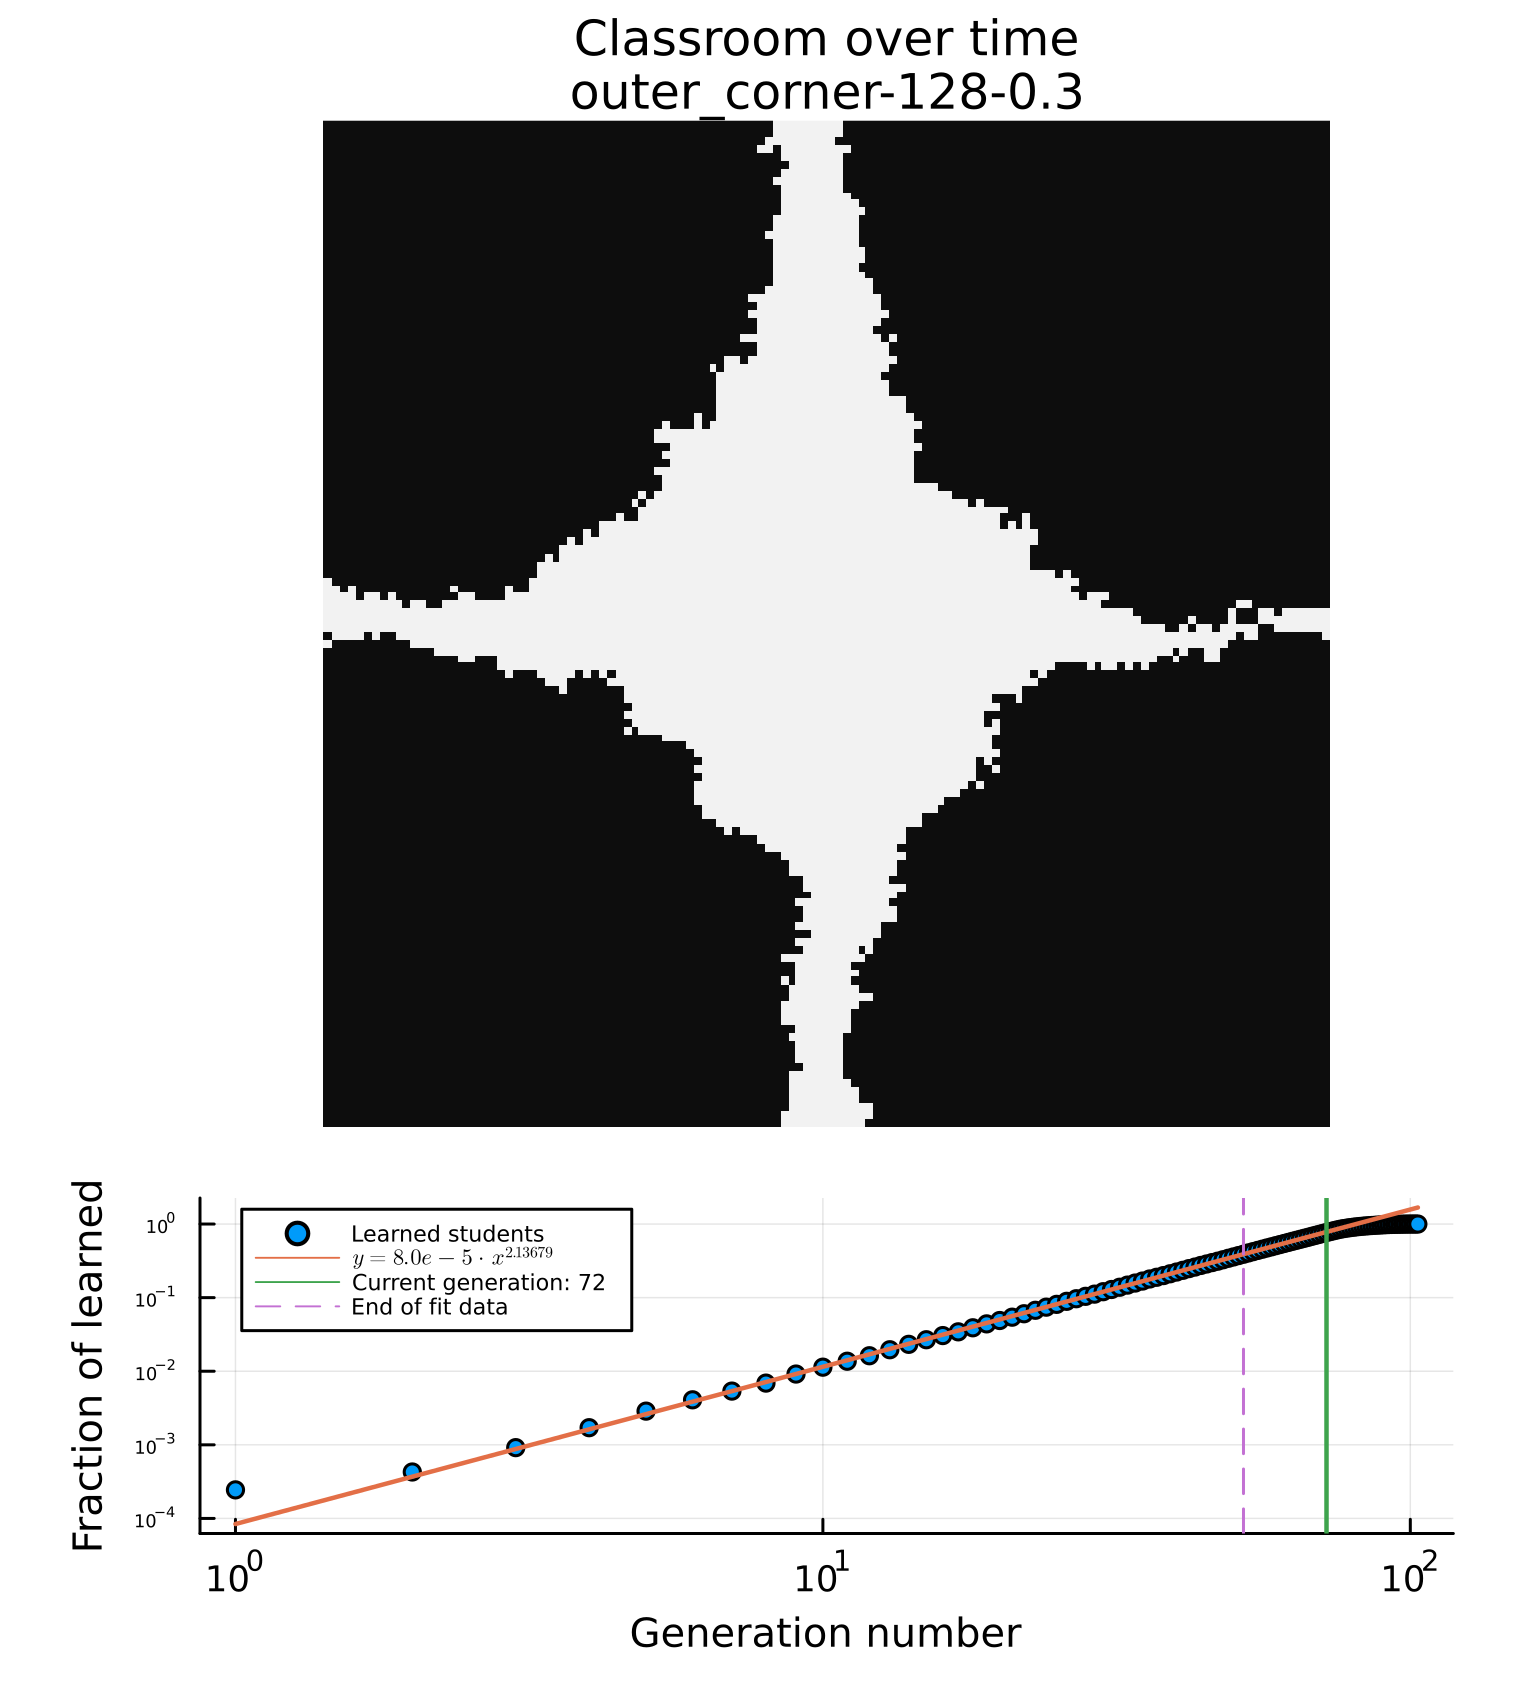 Classroom over time
outer_corner-128-0.3
Fraction of learned
10^0
10^-1
10^-2
10^-3
10^-4
Learned students
y = 8.0e − 5 · x^2.13679
Current generation: 72
End of fit data
10^0 10^1 10^2
Generation number